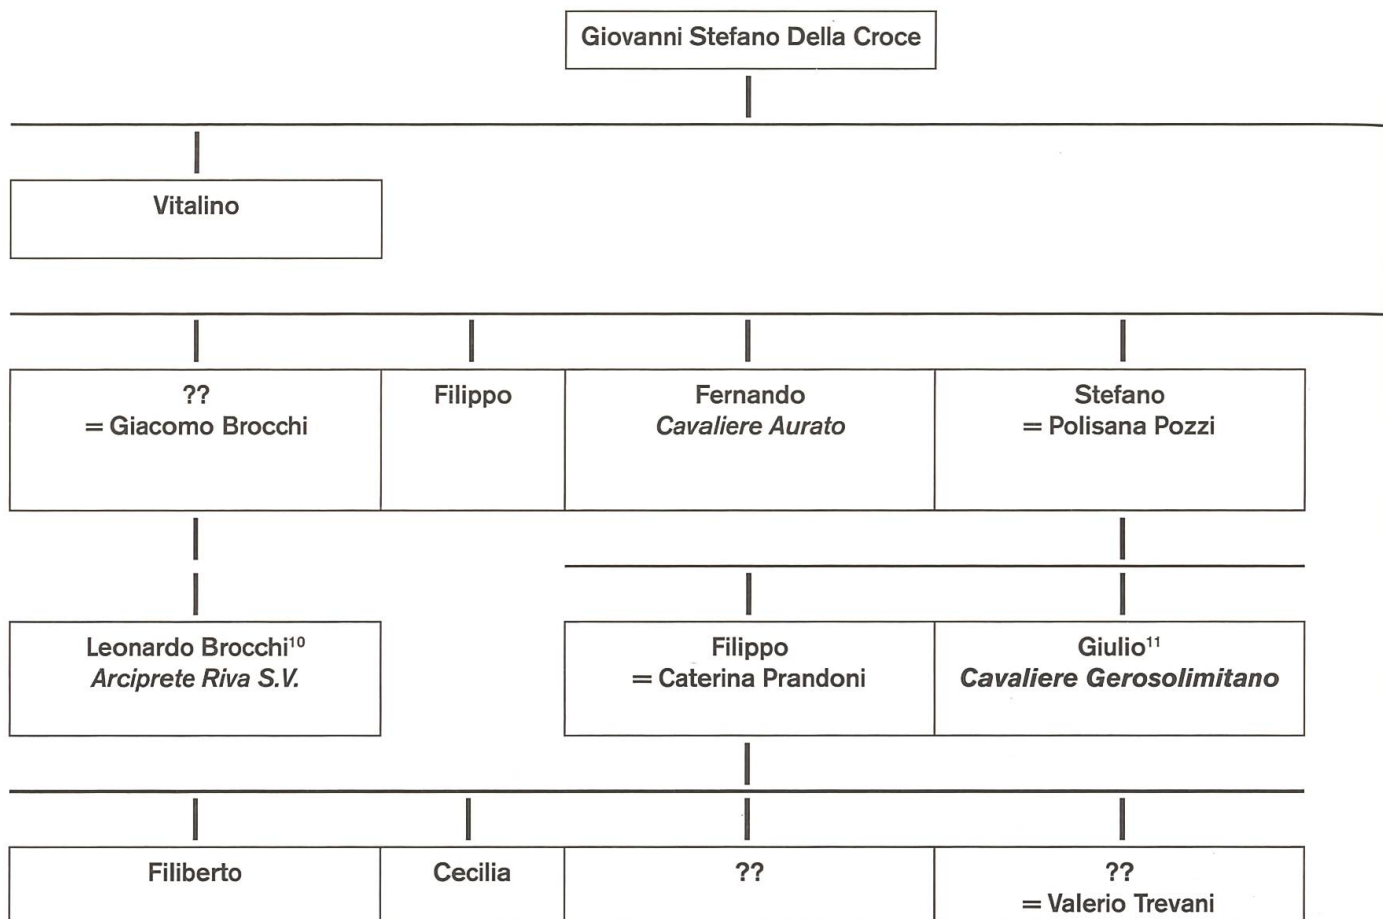 Giovanni Stefano Della Croce
Vitalino
??
= Giacomo Brocchi
Filippo
Fernando
Cavaliere Aurato
Stefano
= Polisana Pozzi
Leonardo Brocchi¹⁰
Arciprete Riva S.V.
Filippo
= Caterina Prandoni
Giulio¹¹
Cavaliere Gerosolimitano
Filiberto
Cecilia
??
??
= Valerio Trevani